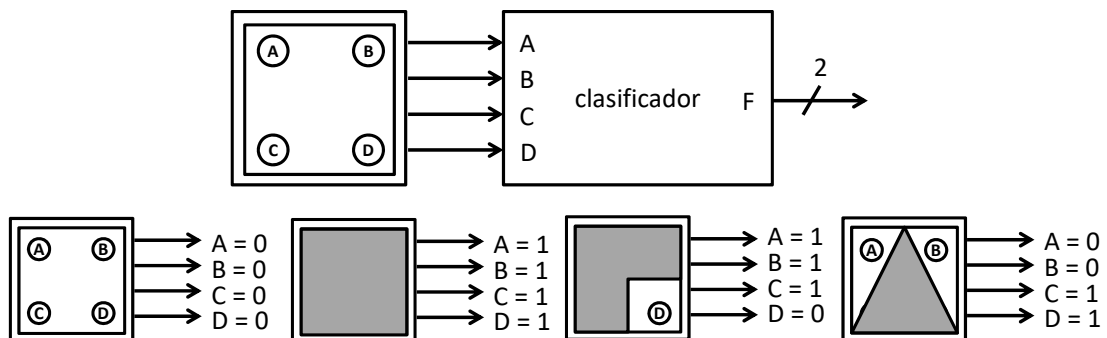 A B
C D
A
B
C
D
clasificador
F
2
A B
C D
A = 0
B = 0
C = 0
D = 0
A = 1
B = 1
C = 1
D = 1
D
A = 1
B = 1
C = 1
D = 0
A B
A = 0
B = 0
C = 1
D = 1